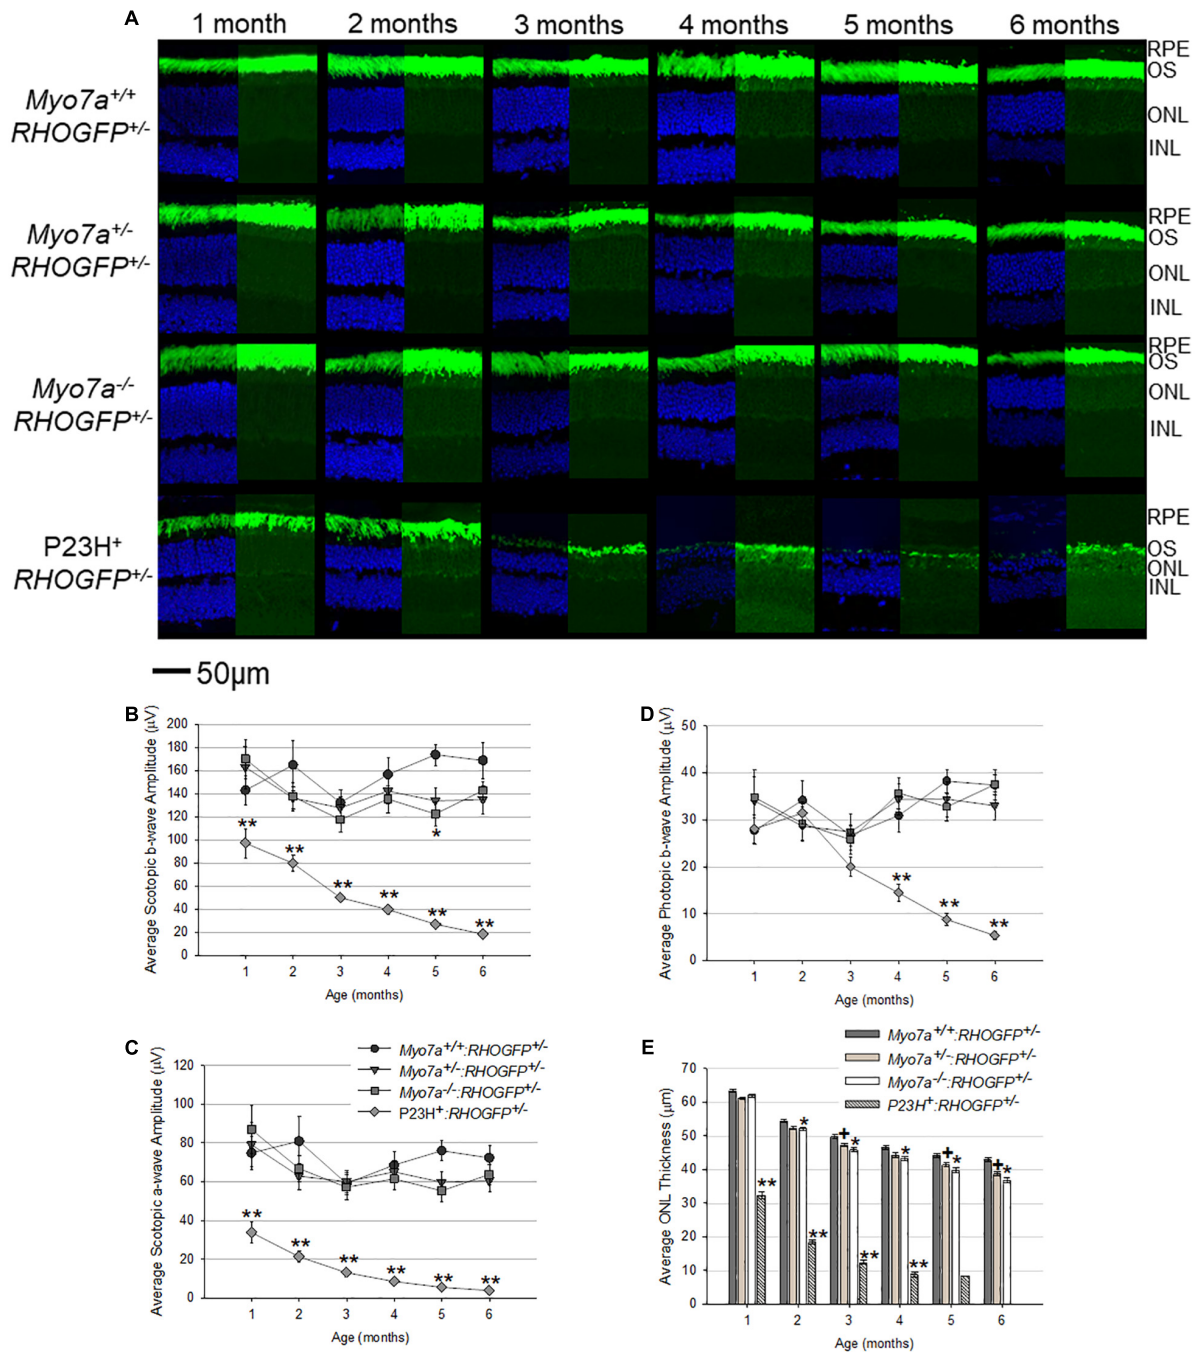 A
1 month 2 month 3 month 4 month 5 month 6 month
Myo7a+/+
RHOGFP+/-
RPE
OS
ONL
INL
Myo7a+/-
RHOGFP+/-
RPE
OS
ONL
INL
Myo7a-/-
RHOGFP+/-
RPE
OS
ONL
INL
P23H+
RHOGFP+/-
RPE
OS
ONL
INL
50µm
B
Average Scotopic b-wave Amplitude (µV)
200
180
160
140
120
100
80
60
40
20
0
**
**
**
**
*
**
**
1 2 3 4 5 6
Age (months)
D
Average Photopic b-wave Amplitude (µV)
50
40
30
20
10
0
**
**
**
1 2 3 4 5 6
Age (months)
C
Average Scotopic a-wave Amplitude (µV)
Myo7a+/+:RHOGFP+/-
Myo7a+/-:RHOGFP+/-
Myo7a-/-:RHOGFP+/-
P23H+:RHOGFP+/-
120
100
80
60
40
20
0
**
**
**
**
**
**
1 2 3 4 5 6
Age (months)
E
Average ONL Thickness (µm)
Myo7a+/+:RHOGFP+/-
Myo7a+/-:RHOGFP+/-
Myo7a-/-:RHOGFP+/-
P23H+:RHOGFP+/-
70
60
50
40
30
20
10
0
**
*
**
+
*
**
*
**
+
*
+
*
1 2 3 4 5 6
Age (months)